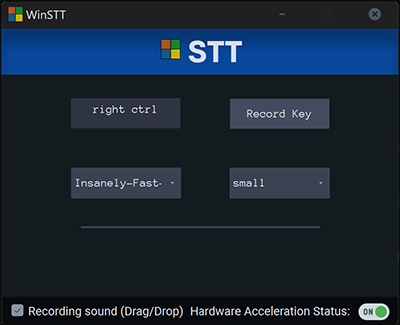 WinSTT
STT
right ctrl
Record Key
Insanely-Fast-
small
Recording sound (Drag/Drop) Hardware Acceleration Status: ON